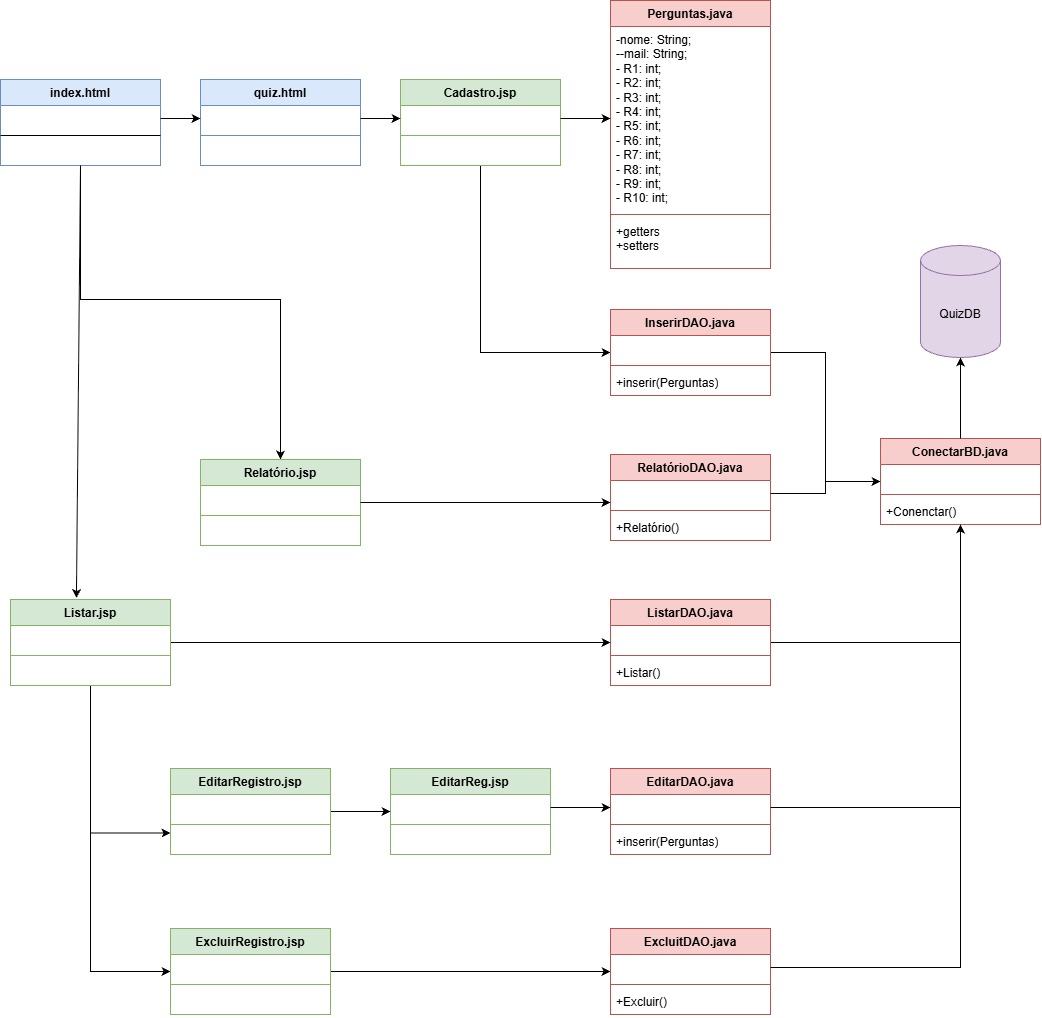 Perguntas.java
-nome: String;
--mail: String;
- R1: int;
- R2: int;
- R3: int;
- R4: int;
- R5: int;
- R6: int;
- R7: int;
- R8: int;
- R9: int;
- R10: int;
+getters
+setters
index.html
quiz.html
Cadastro.jsp
QuizDB
InserirDAO.java
+inserir(Perguntas)
Relatório.jsp
RelatórioDAO.java
+Relatório()
ConectarBD.java
+Conenctar()
Listar.jsp
ListarDAO.java
+Listar()
EditarRegistro.jsp
EditarReg.jsp
EditarDAO.java
+inserir(Perguntas)
ExcluirRegistro.jsp
ExcluitDAO.java
+Excluir()